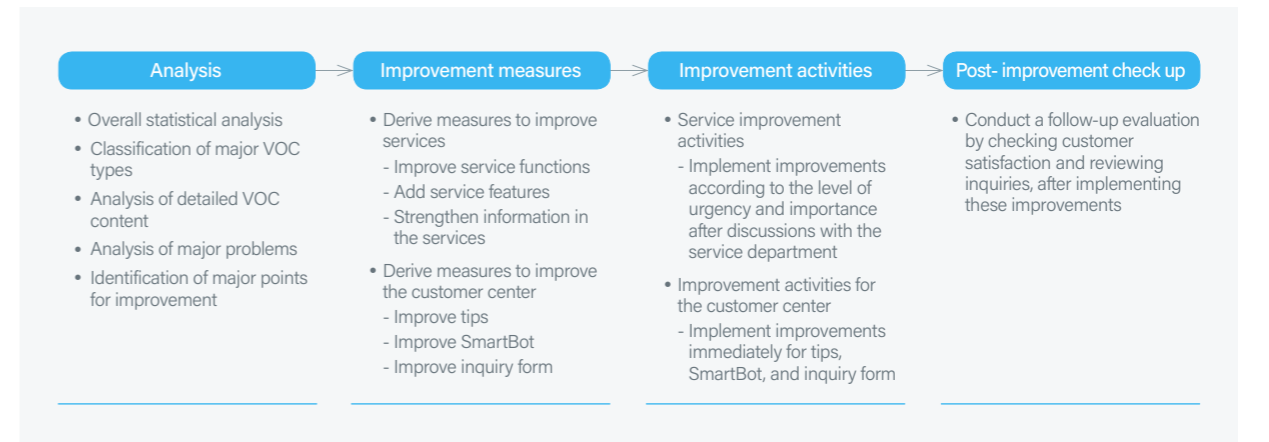 Analysis
• Overall statistical analysis
• Classification of major VOC
types
• Analysis of detailed VOC
content
• Analysis of major problems
• Identification of major points
for improvement
Improvement measures
• Derive measures to improve
services
- Improve service functions
- Add service features
- Strengthen information in
the services
• Derive measures to improve
the customer center
- Improve tips
- Improve SmartBot
- Improve inquiry form
Improvement activities
• Service improvement
activities
- Implement improvements
according to the level of
urgency and importance
after discussions with the
service department
• Improvement activities for
the customer center
- Implement improvements
immediately for tips,
SmartBot, and inquiry form
Post- improvement check up
• Conduct a follow-up evaluation
by checking customer
satisfaction and reviewing
inquiries, after implementing
these improvements